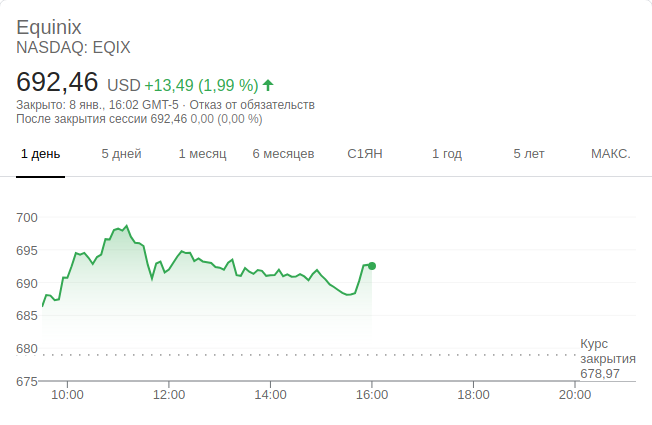 Equinix
NASDAQ: EQIX
692,46 USD +13,49 (1,99 %)
Закрыто: 8 янв., 16:02 GMT-5 · Отказ от обязательств
После закрытия сессии 692,46 0,00 (0,00 %)
1 день 5 дней 1 месяц 6 месяцев С1ЯН 1 год 5 лет МАКС.
700
695
690
685
680
Курс
закрытия
678,97
675
10:00 12:00 14:00 16:00 18:00 20:00